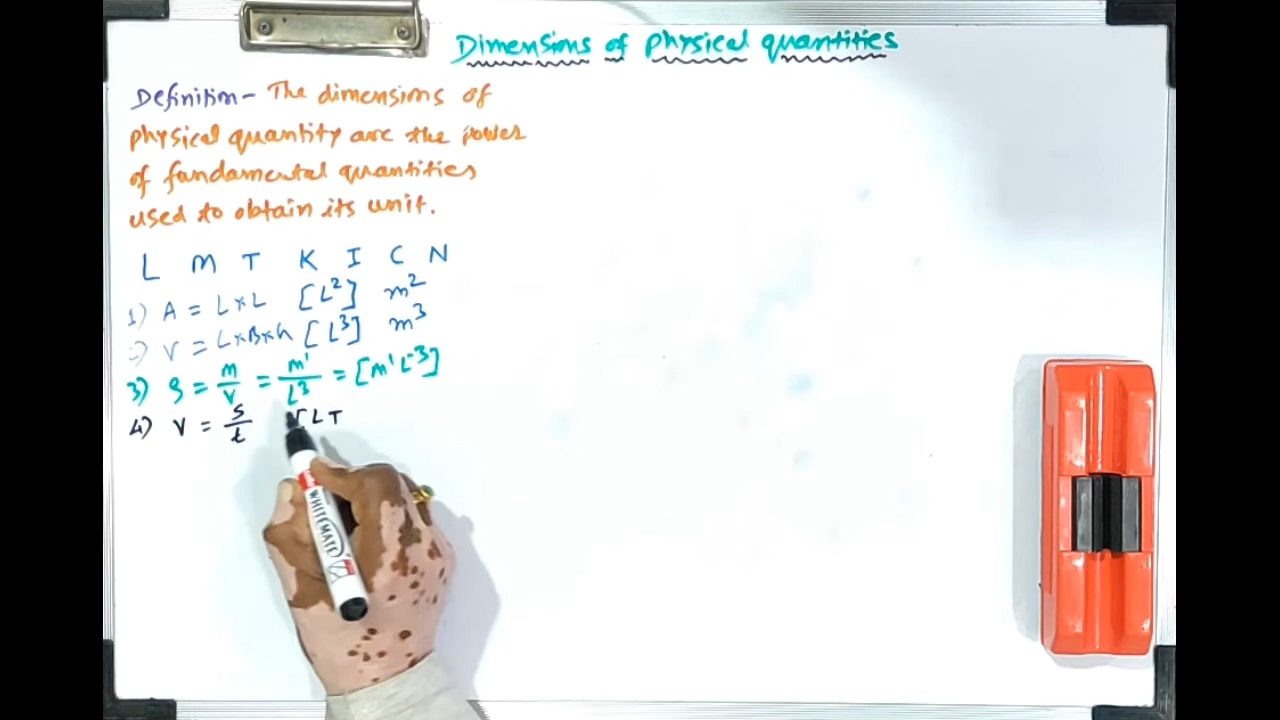 Dimensions of physical quantities
Definition - The dimensions of
physical quantity are the power
of fundamental quantities
used to obtain its unit.
L M T K I C N
1) A = L×L [L²] m²
2) V = L×B×h [L³] m³
3) ρ = m/V = m¹/L³ = [m¹ L⁻³]
4) V = s/t [LT
WHITEMATE